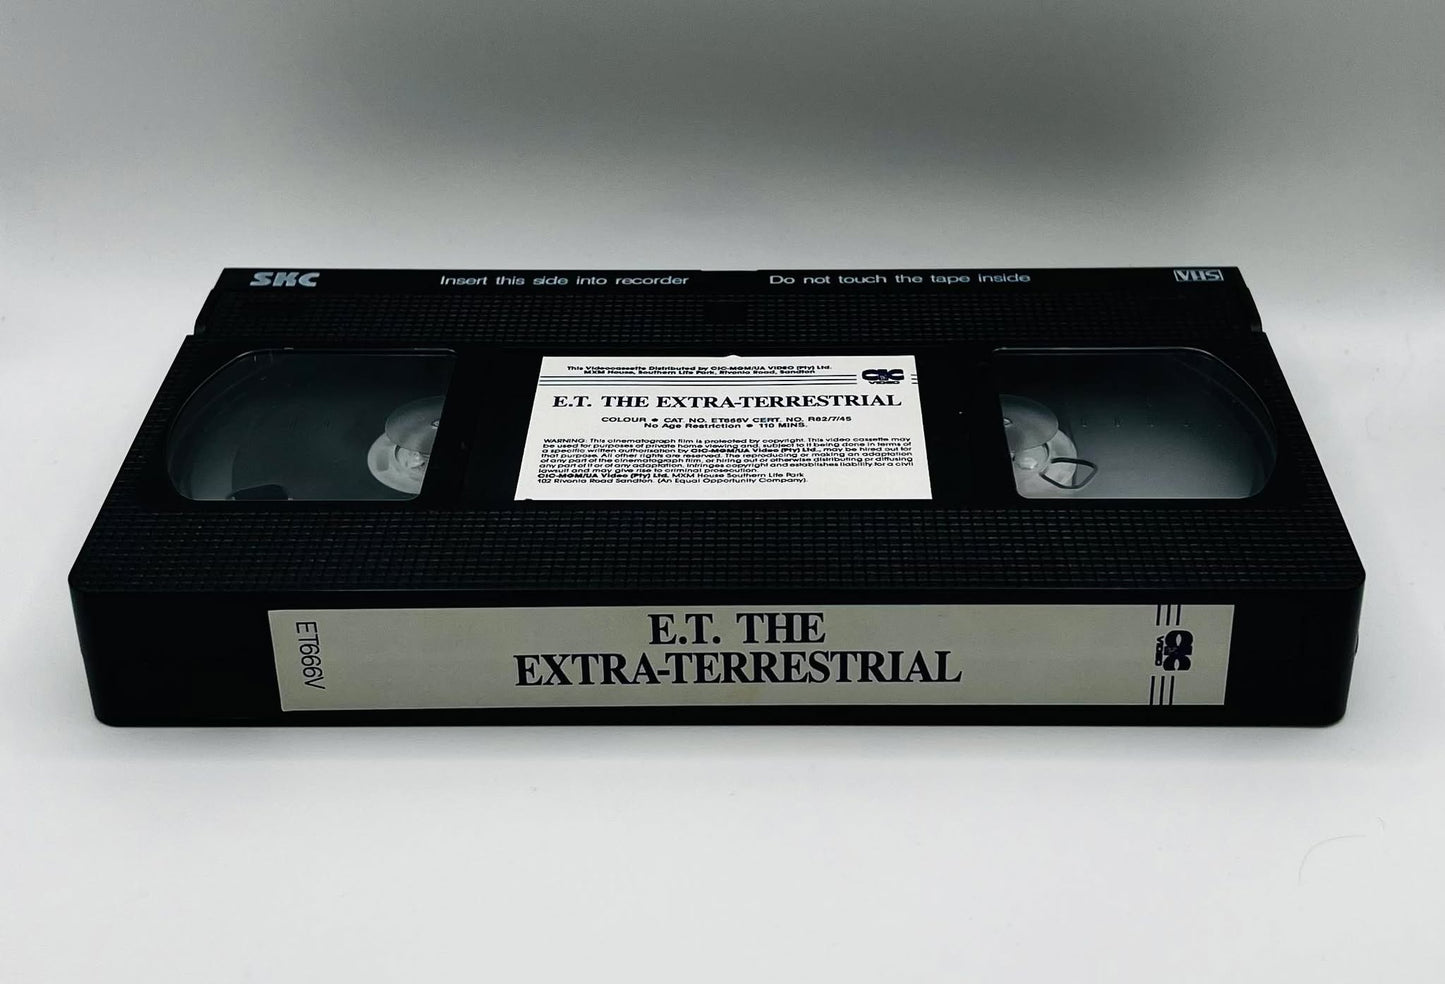 SKC
Insert this side into recorder
Do not touch the tape inside
VHS
This Videocassette Distributed by CIC-MGM/UA VIDEO (Pty) Ltd.
MXM House, Southern Life Park, Rivonia Road, Sandton
CIC
VIDEO
E.T. THE EXTRA-TERRESTRIAL
COLOUR • CAT. NO. ET666V CERT. NO. R82/7/45
No Age Restriction • 110 MINS.
WARNING: This cinematograph film is protected by copyright. This video cassette may
be used for purposes of private home viewing and, subject to it being done in terms of
a specific written authorisation by CIC-MGM/UA Video (Pty) Ltd., may be hired out for
that purpose. All other rights are reserved. The reproducing or making an adaptation
of any part of the cinematograph film, or hiring out or otherwise distributing or diffusing
any part of it or of any adaptation, infringes copyright and establishes liability for a civil
lawsuit and may give rise to criminal prosecution.
CIC-MGM/UA Video (Pty) Ltd. MXM House Southern Life Park
402 Rivonia Road Sandton. (An Equal Opportunity Company).
ET666V
E.T. THE
EXTRA-TERRESTRIAL
CIC
VIDEO